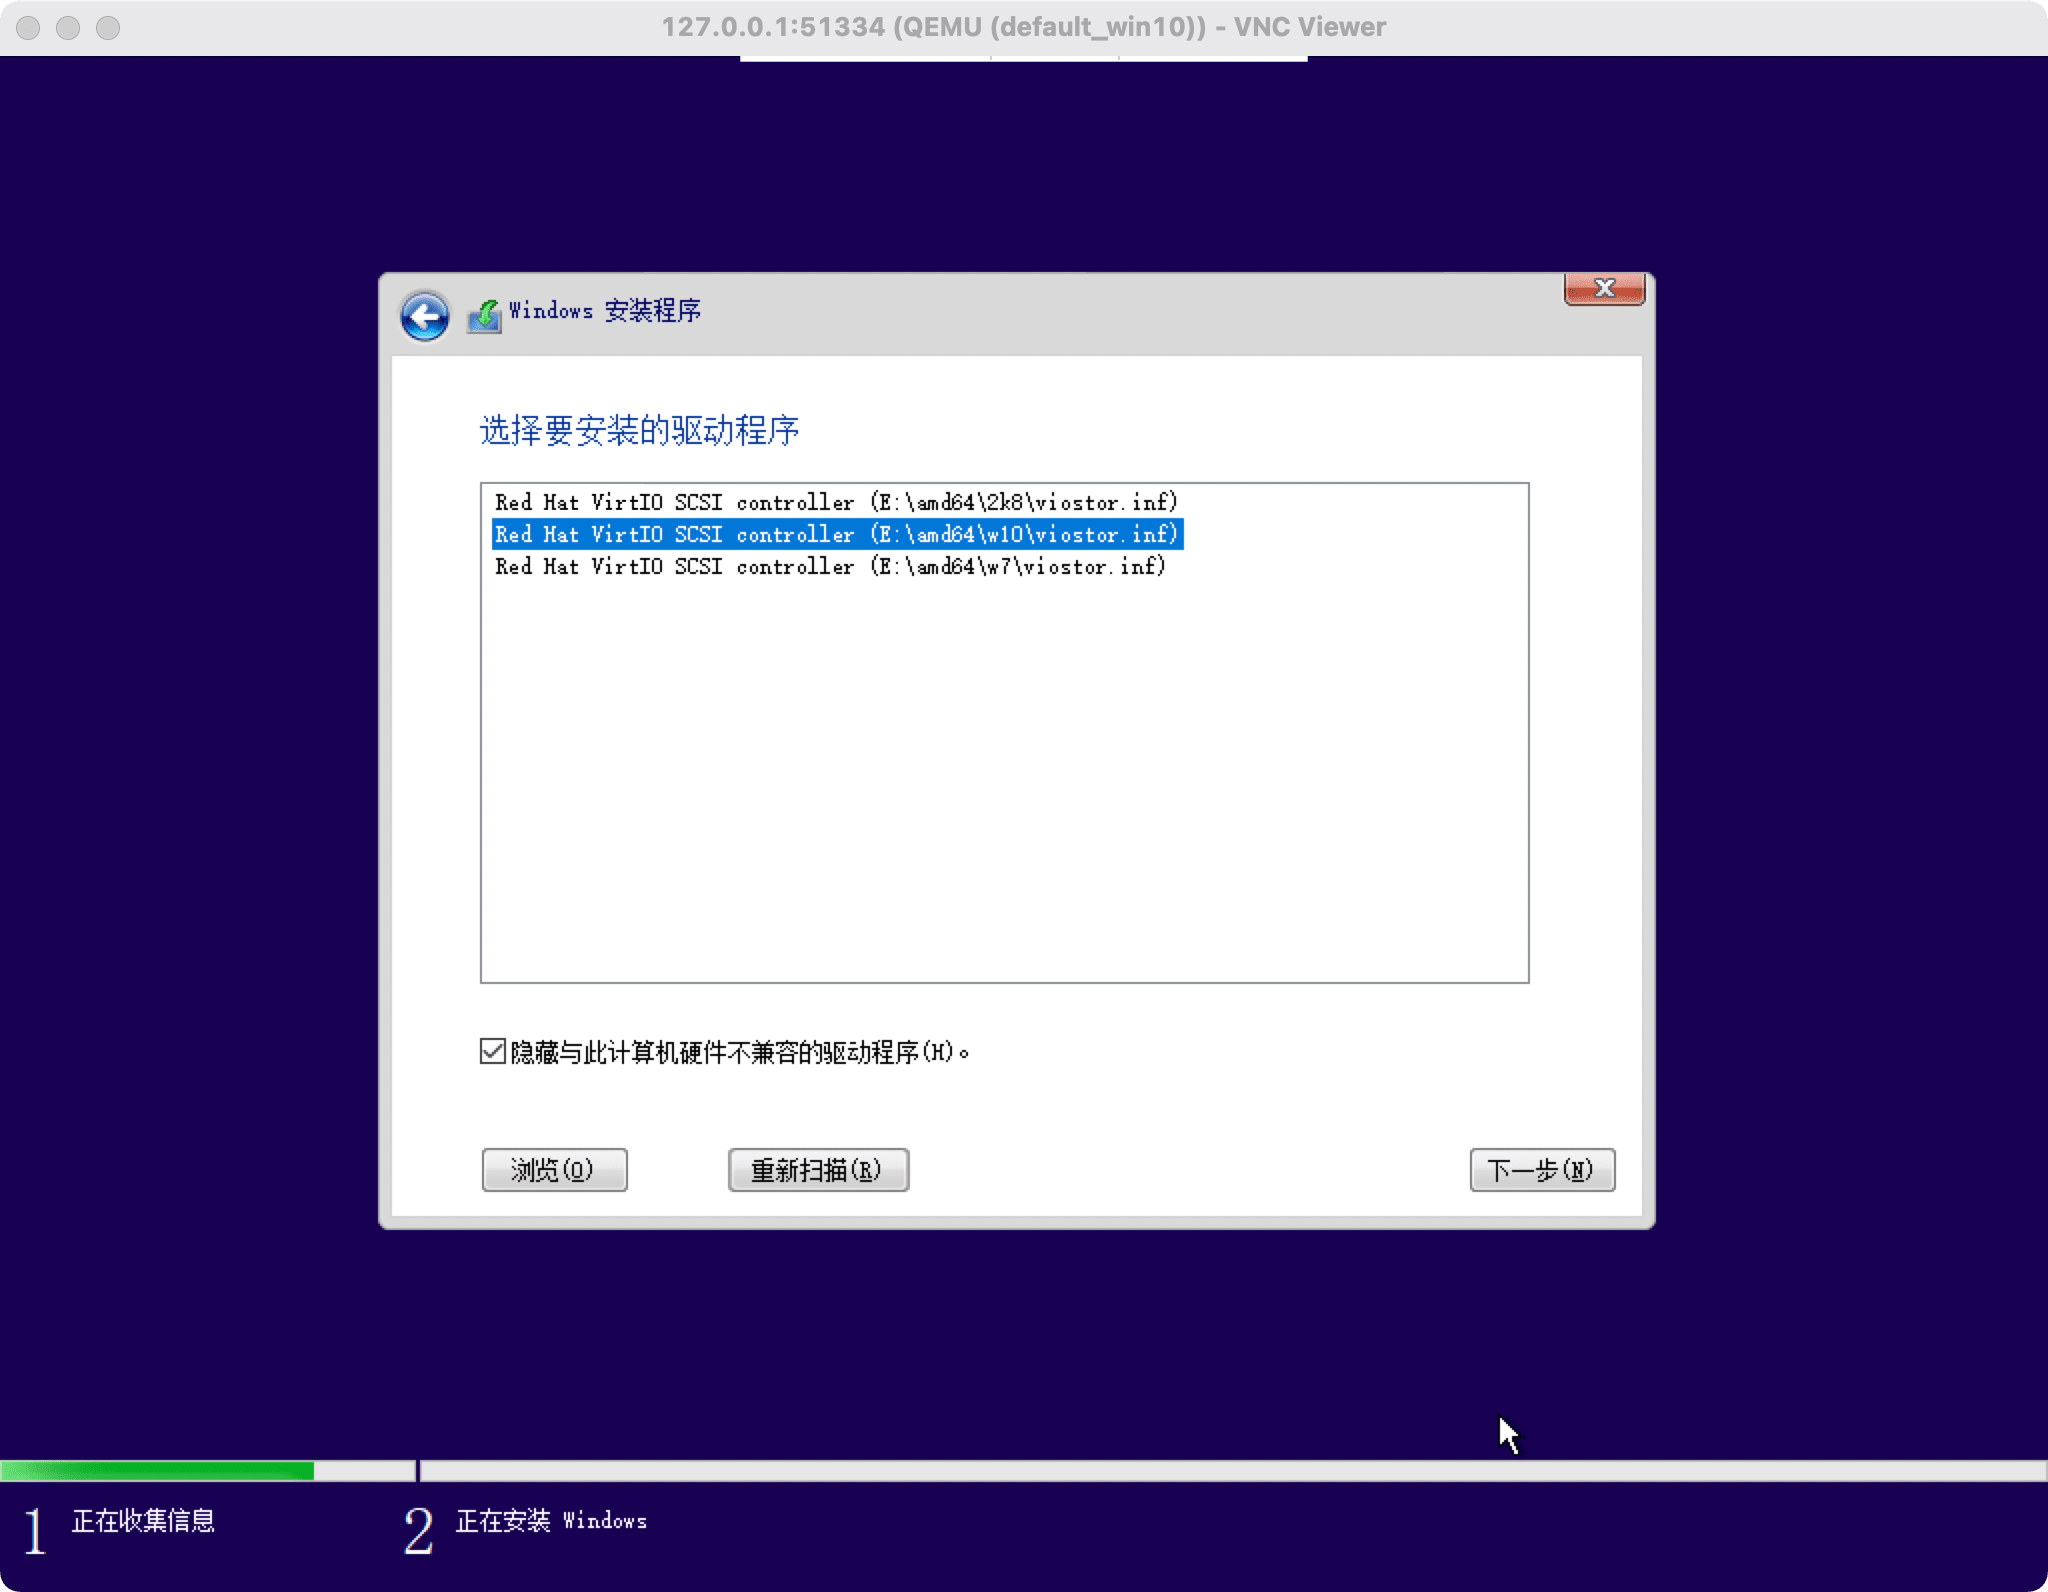 127.0.0.1:51334 (QEMU (default_win10)) - VNC Viewer
Windows 安装程序
选择要安装的驱动程序
Red Hat VirtIO SCSI controller (E:\amd64\2k8\viostor.inf)
Red Hat VirtIO SCSI controller (E:\amd64\w10\viostor.inf)
Red Hat VirtIO SCSI controller (E:\amd64\w7\viostor.inf)
隐藏与此计算机硬件不兼容的驱动程序(H)。
浏览(O) 重新扫描(R) 下一步(N)
1 正在收集信息 2 正在安装 Windows